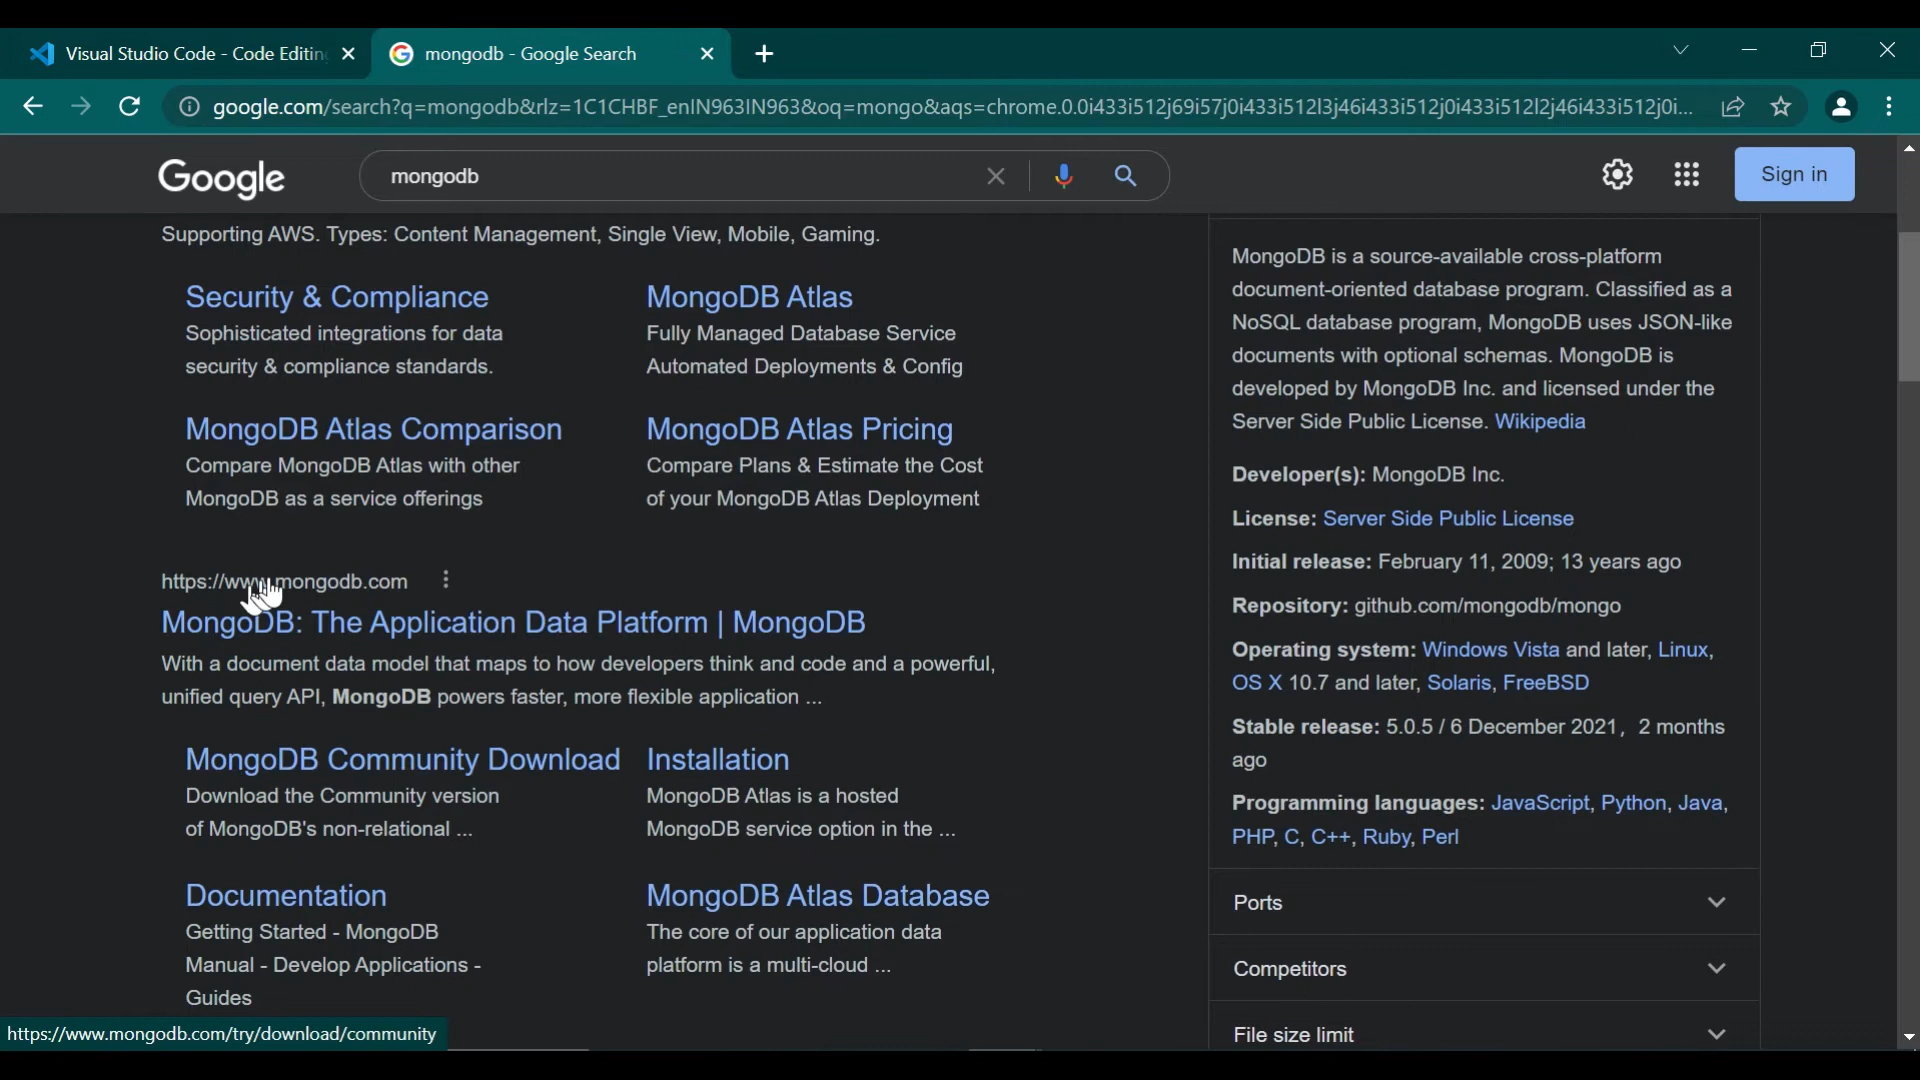 Visual Studio Code - Code Editin
mongodb - Google Search
google.com/search?q=mongodb&rlz=1C1CHBF_enIN963IN963&oq=mongo&aqs=chrome.0.0i433i512j69i57j0i433i512l3j46i433i512j0i433i512l2j46i433i512j0i...
Google
mongodb
Sign in
Supporting AWS. Types: Content Management, Single View, Mobile, Gaming.
Security & Compliance
Sophisticated integrations for data
security & compliance standards.
MongoDB Atlas
Fully Managed Database Service
Automated Deployments & Config
MongoDB Atlas Comparison
Compare MongoDB Atlas with other
MongoDB as a service offerings
MongoDB Atlas Pricing
Compare Plans & Estimate the Cost
of your MongoDB Atlas Deployment
https://www.mongodb.com
MongoDB: The Application Data Platform | MongoDB
With a document data model that maps to how developers think and code and a powerful,
unified query API, MongoDB powers faster, more flexible application ...
MongoDB Community Download
Download the Community version
of MongoDB's non-relational ...
Installation
MongoDB Atlas is a hosted
MongoDB service option in the ...
Documentation
Getting Started - MongoDB
Manual - Develop Applications -
Guides
MongoDB Atlas Database
The core of our application data
platform is a multi-cloud ...
https://www.mongodb.com/try/download/community
MongoDB is a source-available cross-platform
document-oriented database program. Classified as a
NoSQL database program, MongoDB uses JSON-like
documents with optional schemas. MongoDB is
developed by MongoDB Inc. and licensed under the
Server Side Public License. Wikipedia
Developer(s): MongoDB Inc.
License: Server Side Public License
Initial release: February 11, 2009; 13 years ago
Repository: github.com/mongodb/mongo
Operating system: Windows Vista and later, Linux,
OS X 10.7 and later, Solaris, FreeBSD
Stable release: 5.0.5 / 6 December 2021, 2 months
ago
Programming languages: JavaScript, Python, Java,
PHP, C, C++, Ruby, Perl
Ports
Competitors
File size limit